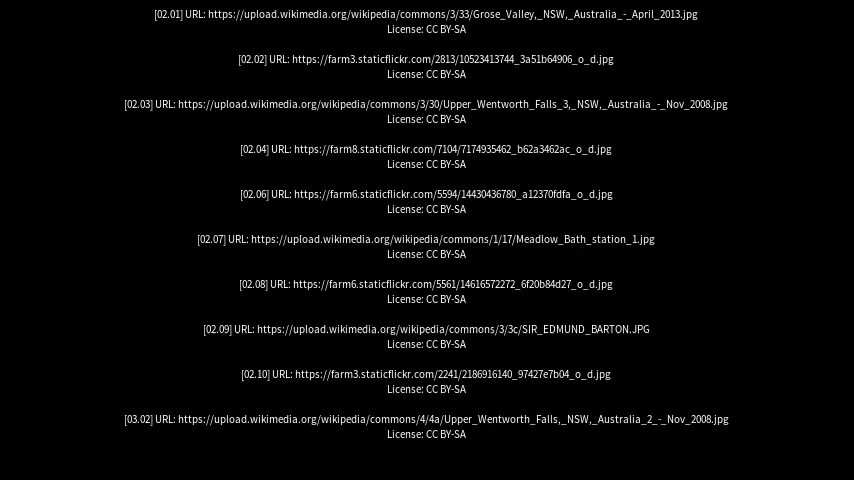 [02.01] URL: https://upload.wikimedia.org/wikipedia/commons/3/33/Grose_Valley,_NSW,_Australia_-_April_2013.jpg
License: CC BY-SA
[02.02] URL: https://farm3.staticflickr.com/2813/10523413744_3a51b64906_o_d.jpg
License: CC BY-SA
[02.03] URL: https://upload.wikimedia.org/wikipedia/commons/3/30/Upper_Wentworth_Falls_3,_NSW,_Australia_-_Nov_2008.jpg
License: CC BY-SA
[02.04] URL: https://farm8.staticflickr.com/7104/7174935462_b62a3462ac_o_d.jpg
License: CC BY-SA
[02.06] URL: https://farm6.staticflickr.com/5594/14430436780_a12370fdfa_o_d.jpg
License: CC BY-SA
[02.07] URL: https://upload.wikimedia.org/wikipedia/commons/1/17/Meadlow_Bath_station_1.jpg
License: CC BY-SA
[02.08] URL: https://farm6.staticflickr.com/5561/14616572272_6f20b84d27_o_d.jpg
License: CC BY-SA
[02.09] URL: https://upload.wikimedia.org/wikipedia/commons/3/3c/SIR_EDMUND_BARTON.JPG
License: CC BY-SA
[02.10] URL: https://farm3.staticflickr.com/2241/2186916140_97427e7b04_o_d.jpg
License: CC BY-SA
[03.02] URL: https://upload.wikimedia.org/wikipedia/commons/4/4a/Upper_Wentworth_Falls,_NSW,_Australia_2_-_Nov_2008.jpg
License: CC BY-SA